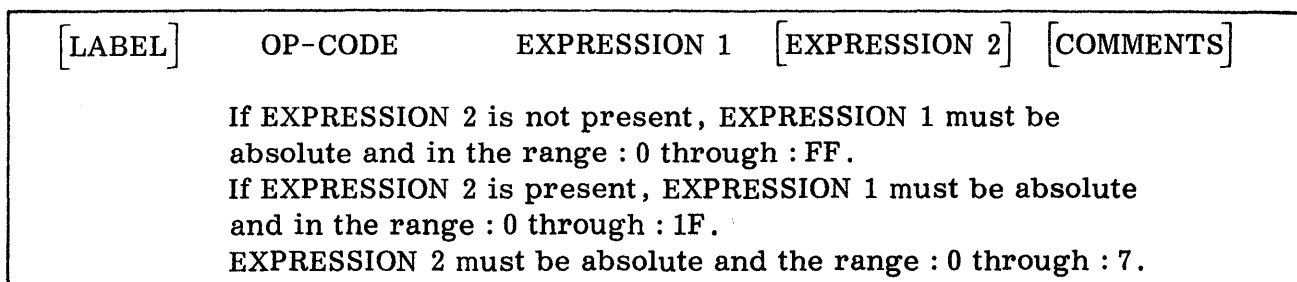 [LABEL] OP-CODE EXPRESSION 1 [EXPRESSION 2] [COMMENTS]
If EXPRESSION 2 is not present, EXPRESSION 1 must be
absolute and in the range : 0 through : FF.
If EXPRESSION 2 is present, EXPRESSION 1 must be absolute
and in the range : 0 through : 1F.
EXPRESSION 2 must be absolute and the range : 0 through : 7.